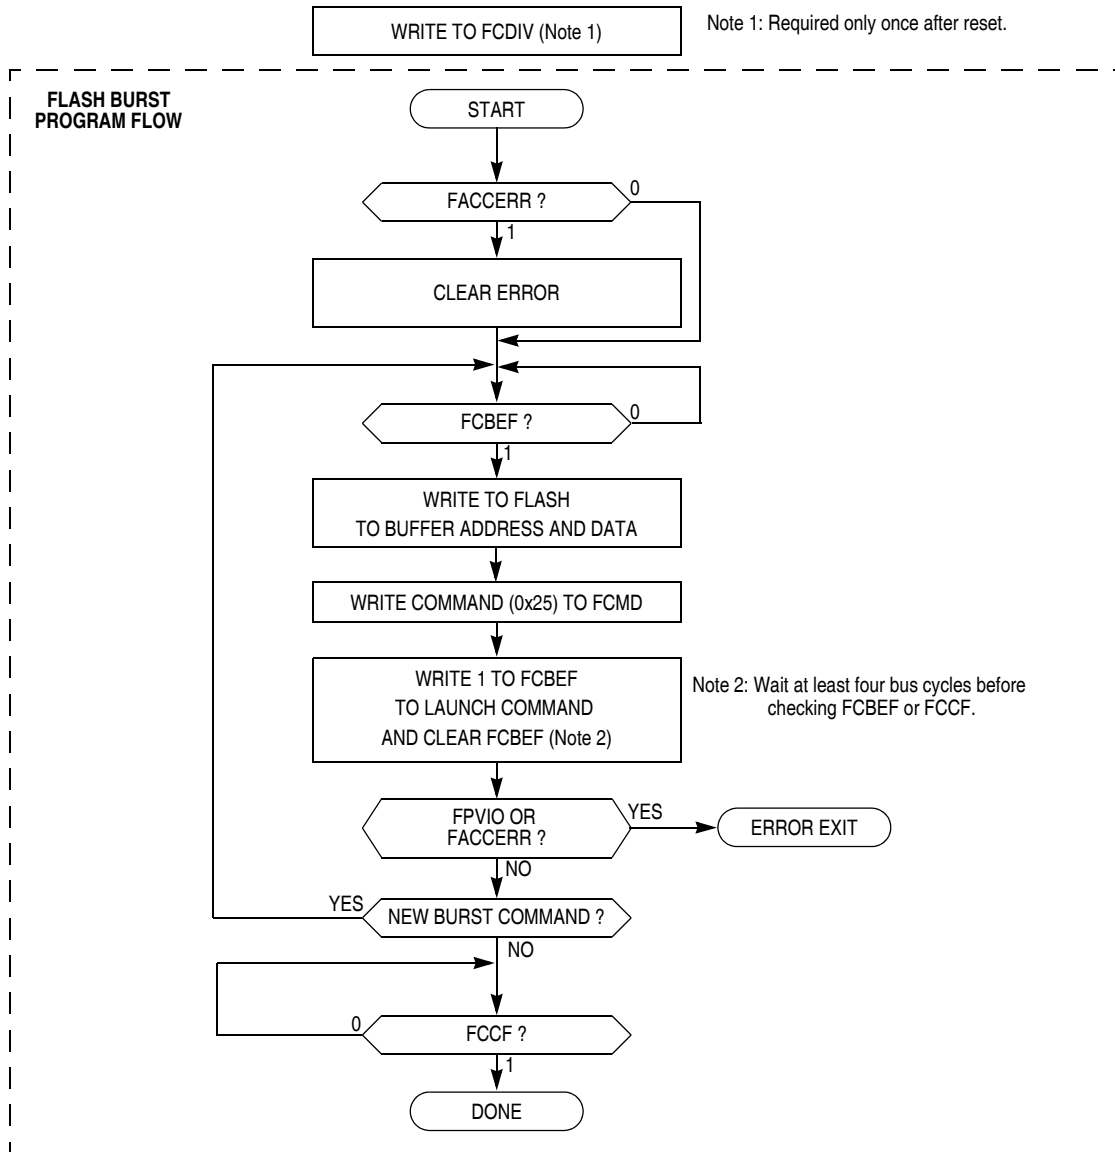 WRITE TO FCDIV (Note 1)
Note 1: Required only once after reset.
FLASH BURST
PROGRAM FLOW
START
FACCERR ?
0
1
CLEAR ERROR
FCBEF ?
0
1
WRITE TO FLASH
TO BUFFER ADDRESS AND DATA
WRITE COMMAND (0x25) TO FCMD
WRITE 1 TO FCBEF
TO LAUNCH COMMAND
AND CLEAR FCBEF (Note 2)
Note 2: Wait at least four bus cycles before
checking FCBEF or FCCF.
FPVIO OR
FACCERR ?
YES
ERROR EXIT
NO
YES
NEW BURST COMMAND ?
NO
0
FCCF ?
1
DONE